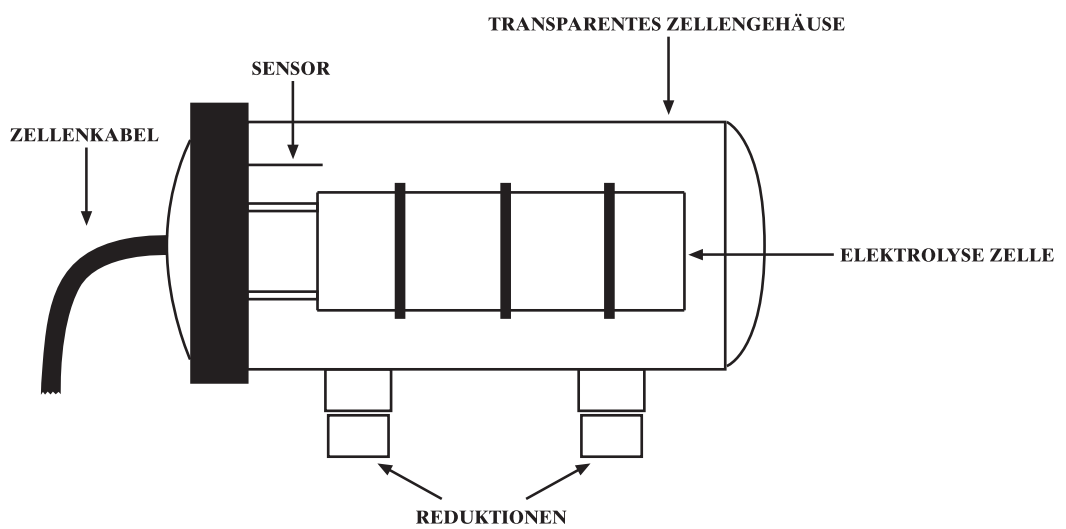 TRANSPARENTES ZELLENGEHÄUSE
SENSOR
ZELLENKABEL
ELEKTROLYSE ZELLE
REDUKTIONEN